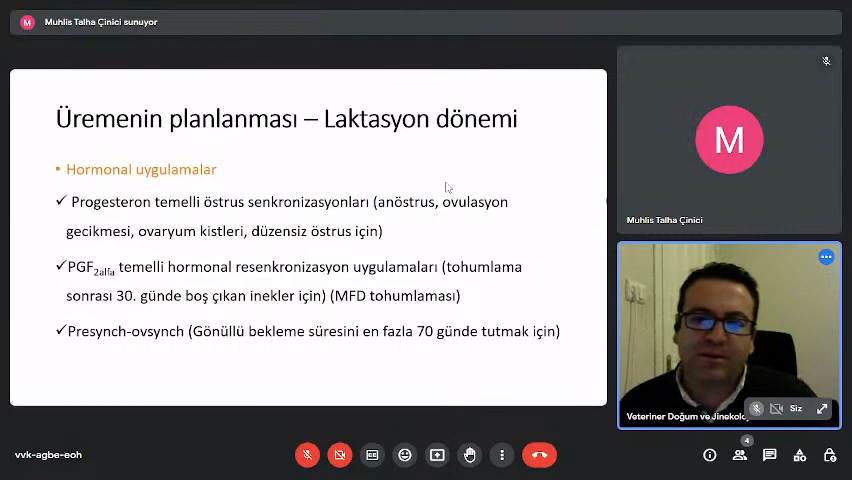 M
Muhlis Talha Çinici sunuyor
Üremenin planlanması – Laktasyon dönemi
• Hormonal uygulamalar
✓ Progesteron temelli östrus senkronizasyonları (anöstrus, ovulasyon
gecikmesi, ovaryum kistleri, düzensiz östrus için)
✓PGF2alfa temelli hormonal resenkronizasyon uygulamaları (tohumlama
sonrası 30. günde boş çıkan inekler için) (MFD tohumlaması)
✓Presynch-ovsynch (Gönüllü bekleme süresini en fazla 70 günde tutmak için)
M
Muhlis Talha Çinici
Veteriner Doğum ve Jinekoloj
Siz
vvk-agbe-eoh
4